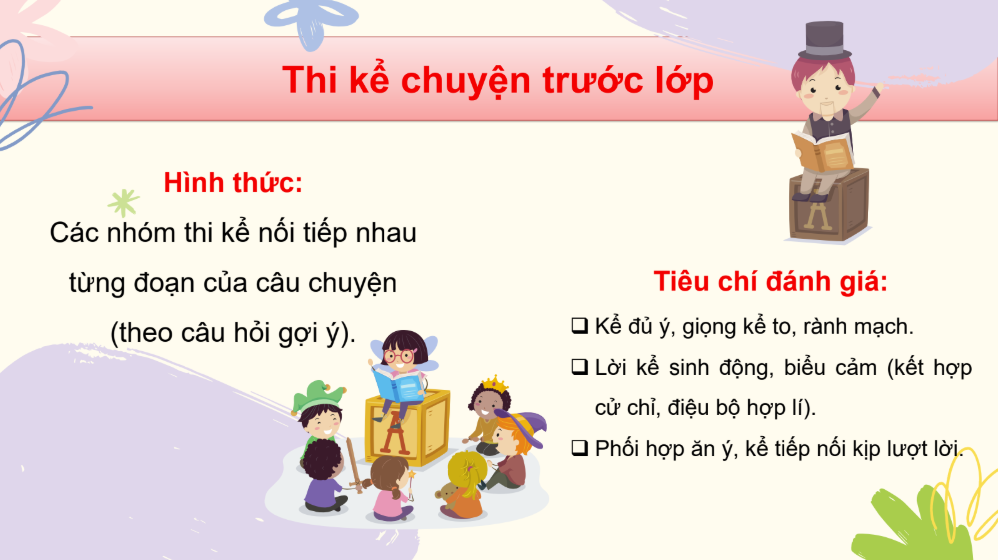 Thi kể chuyện trước lớp
Hình thức:
Các nhóm thi kể nối tiếp nhau
từng đoạn của câu chuyện
(theo câu hỏi gợi ý).
Tiêu chí đánh giá:
❑ Kể đủ ý, giọng kể to, rành mạch.
❑ Lời kể sinh động, biểu cảm (kết hợp
cử chỉ, điệu bộ hợp lí).
❑ Phối hợp ăn ý, kể tiếp nối kịp lượt lời.
A
A